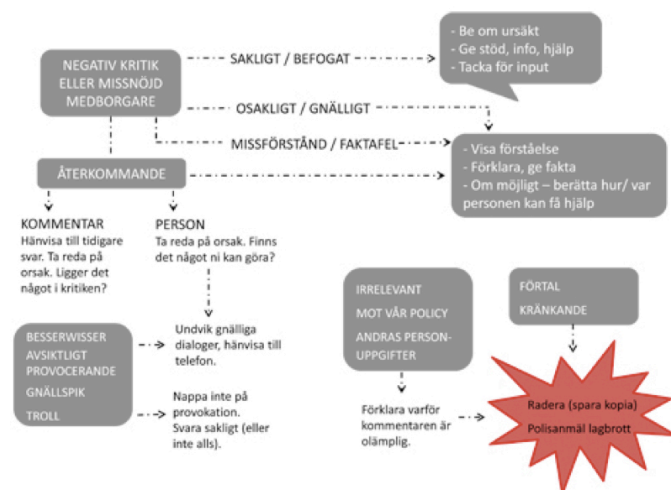 NEGATIV KRITIK
ELLER MISSNÖJD
MEDBORGARE
SAKLIGT / BEFOGAT
- Be om ursäkt
- Ge stöd, info, hjälp
- Tacka för input
OSAKLIGT / GNÄLLIGT
MISSFÖRSTÅND / FAKTAFEL
- Visa förståelse
- Förklara, ge fakta
- Om möjligt – berätta hur/ var
personen kan få hjälp
ÅTERKOMMANDE
KOMMENTAR
Hänvisa till tidigare
svar. Ta reda på
orsak. Ligger det
något i kritiken?
PERSON
Ta reda på orsak. Finns
det något ni kan göra?
BESSERWISSER
AVSIKTLIGT
PROVOCERANDE
GNÄLLSPIK
TROLL
Undvik gnälliga
dialoger, hänvisa till
telefon.
Nappa inte på
provokation.
Svara sakligt (eller
inte alls).
IRRELEVANT
MOT VÅR POLICY
ANDRAS PERSON-
UPPGIFTER
Förklara varför
kommentaren är
olämplig.
FÖRTAL
KRÄNKANDE
Radera (spara kopia)
Polisanmäl lagbrott